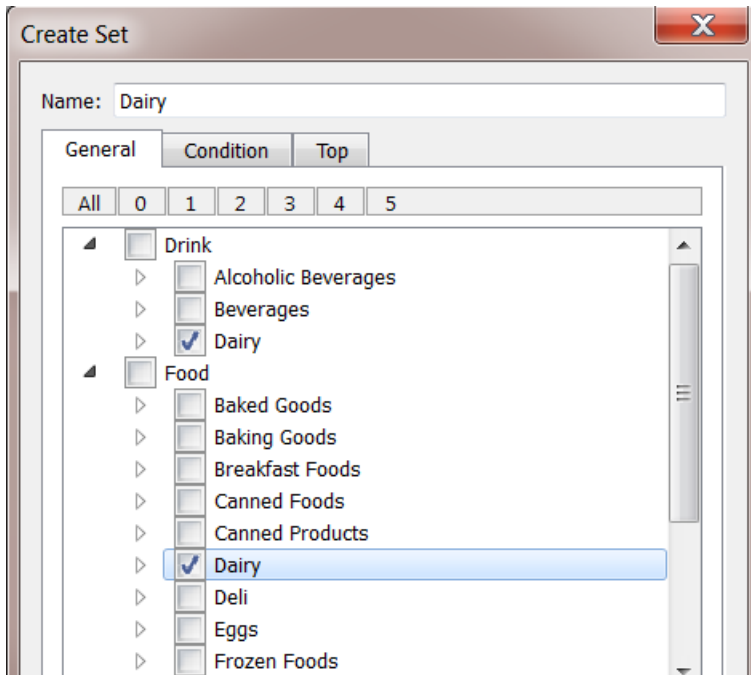 Create Set
Name: Dairy
General Condition Top
All 0 1 2 3 4 5
Drink
Alcoholic Beverages
Beverages
Dairy
Food
Baked Goods
Baking Goods
Breakfast Foods
Canned Foods
Canned Products
Dairy
Deli
Eggs
Frozen Foods